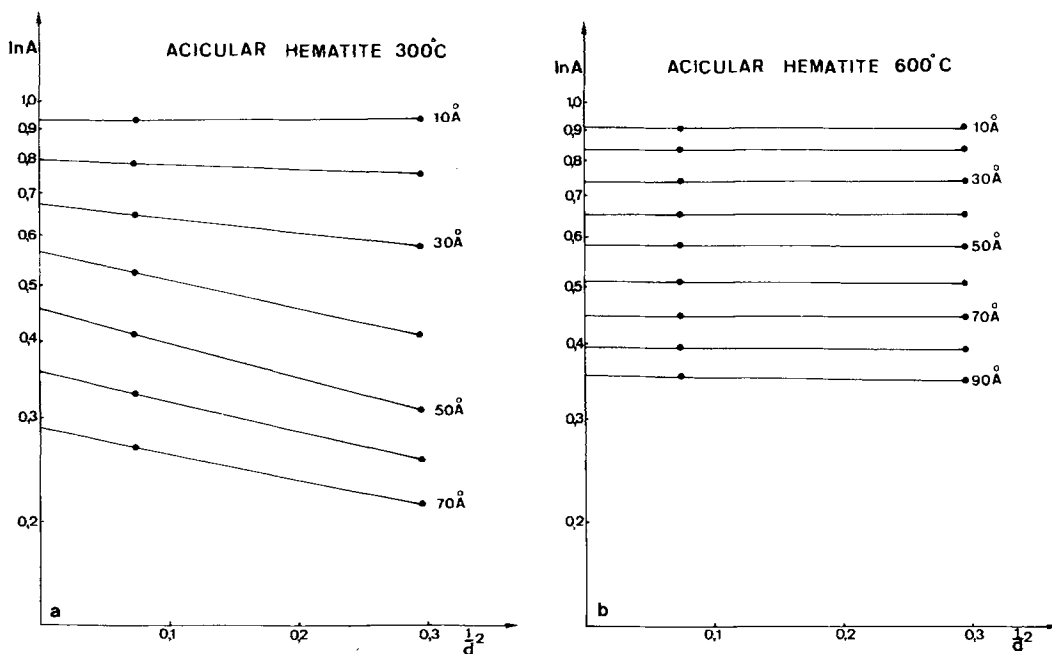 lnA
ACICULAR HEMATITE 300°C
1,0
0,9
0,8
0,7
0,6
0,5
0,4
0,3
0,2
10Å
30Å
50Å
70Å
a
0,1
0,2
0,3
1/d²
lnA
ACICULAR HEMATITE 600°C
1,0
0,9
0,8
0,7
0,6
0,5
0,4
0,3
0,2
10Å
30Å
50Å
70Å
90Å
b
0,1
0,2
0,3
1/d²